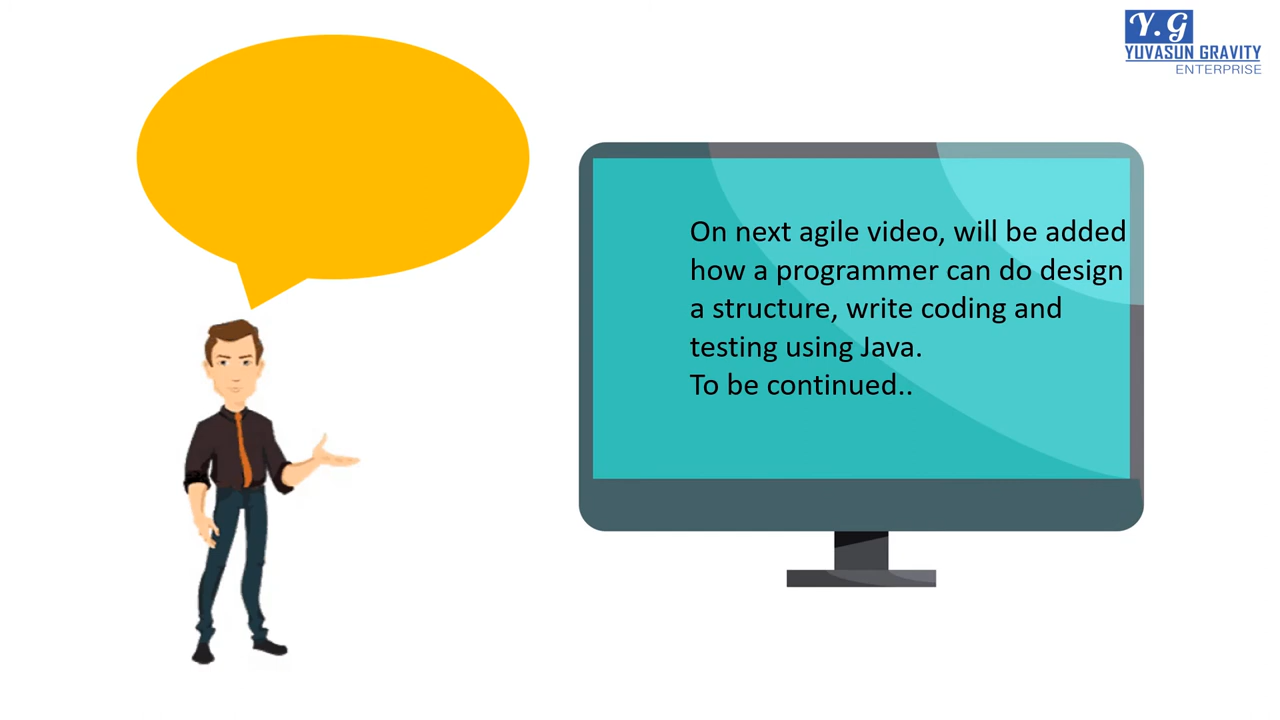 Y.G
YUVASUN GRAVITY
ENTERPRISE
On next agile video, will be added
how a programmer can do design
a structure, write coding and
testing using Java.
To be continued..